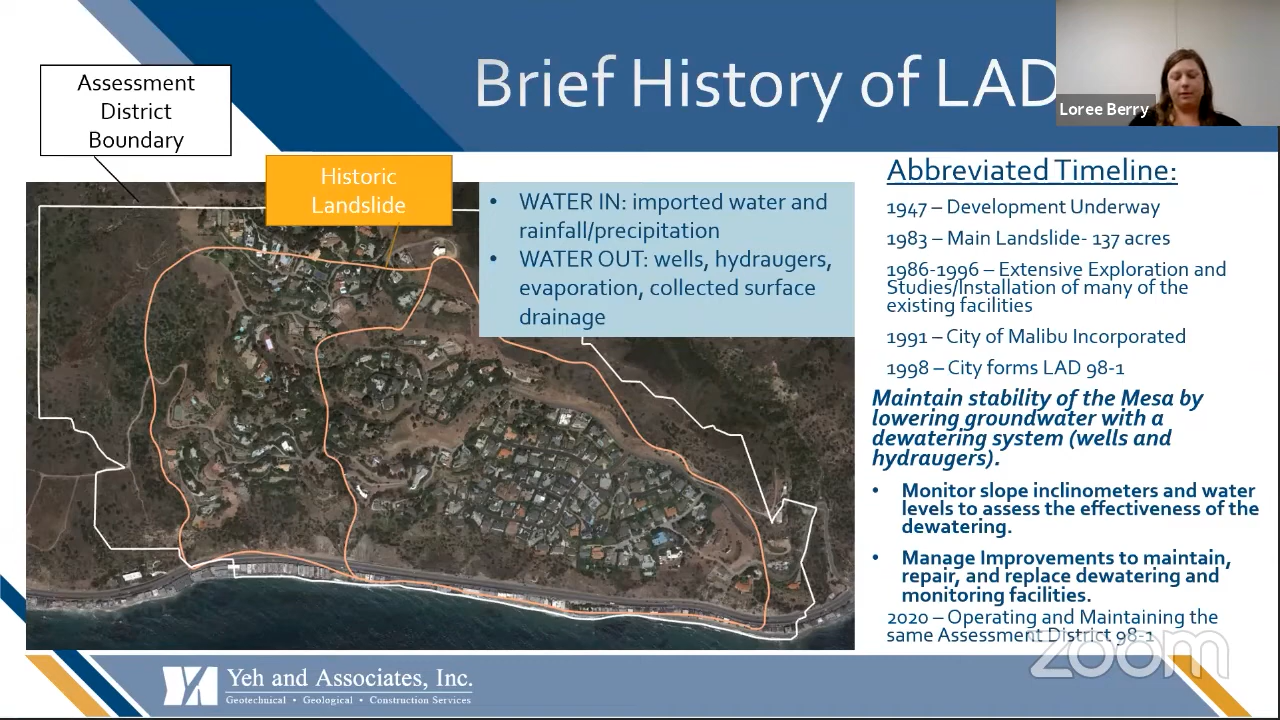 Brief History of LAD
Loree Berry
Assessment
District
Boundary
Historic
Landslide
• WATER IN: imported water and
rainfall/precipitation
• WATER OUT: wells, hydraugers,
evaporation, collected surface
drainage
Abbreviated Timeline:
1947 – Development Underway
1983 – Main Landslide- 137 acres
1986-1996 – Extensive Exploration and
Studies/Installation of many of the
existing facilities
1991 – City of Malibu Incorporated
1998 – City forms LAD 98-1
Maintain stability of the Mesa by
lowering groundwater with a
dewatering system (wells and
hydraugers).
• Monitor slope inclinometers and water
levels to assess the effectiveness of the
dewatering.
• Manage Improvements to maintain,
repair, and replace dewatering and
monitoring facilities.
2020 – Operating and Maintaining the
same Assessment District 98-1
zoom
Yeh and Associates, Inc.
Geotechnical • Geological • Construction Services